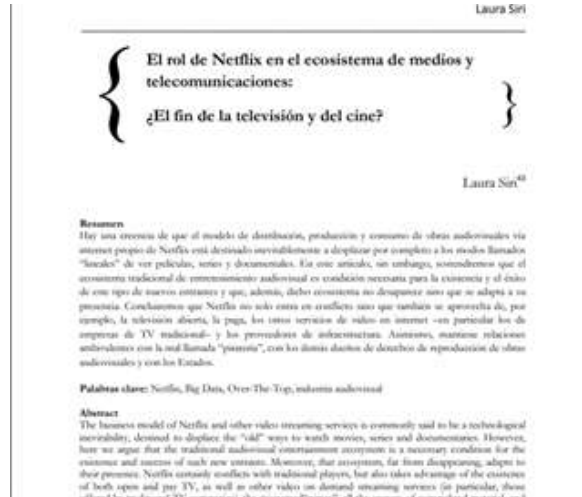 Laura Siri
El rol de Netflix en el ecosistema de medios y
telecomunicaciones:
¿El fin de la televisión y del cine?
Laura Siri
Resumen
Hay una creencia de que el modelo de distribución, producción y consumo de obras audiovisuales vía
internet propio de Netflix está destinado inevitablemente a desplazar por completo a los modos llamados
"lineales" de ver películas, series y documentales. En este artículo, sin embargo, sostendremos que el
ecosistema tradicional de entretenimiento audiovisual es condición necesaria para la existencia y el éxito
de este tipo de nuevos entrantes y que, además, dicho ecosistema no desaparece sino que se adapta a su
presencia. Concluiremos que Netflix no solo entra en conflicto sino que también se aprovecha de, por
ejemplo, la televisión abierta, la paga, los otros servicios de video en internet –en particular los de
empresas de TV tradicional– y los proveedores de infraestructura. Asimismo, mantiene relaciones
ambivalentes con la mal llamada "piratería", con los demás dueños de derechos de reproducción de obras
audiovisuales y con los Estados.
Palabras clave: Netflix, Big Data, Over-The-Top, industria audiovisual
Abstract
The business model of Netflix and other video streaming services is commonly said to be a technological
inevitability, destined to displace the "old" ways to watch movies, series and documentaries. However,
here we argue that the traditional audiovisual entertainment ecosystem is a necessary condition for the
existence and success of such new entrants. Moreover, that ecosystem, far from disappearing, adapts to
their presence. Netflix certainly conflicts with traditional players, but also takes advantage of the existence
of both open and pay TV, as well as other video on demand streaming services (in particular, those